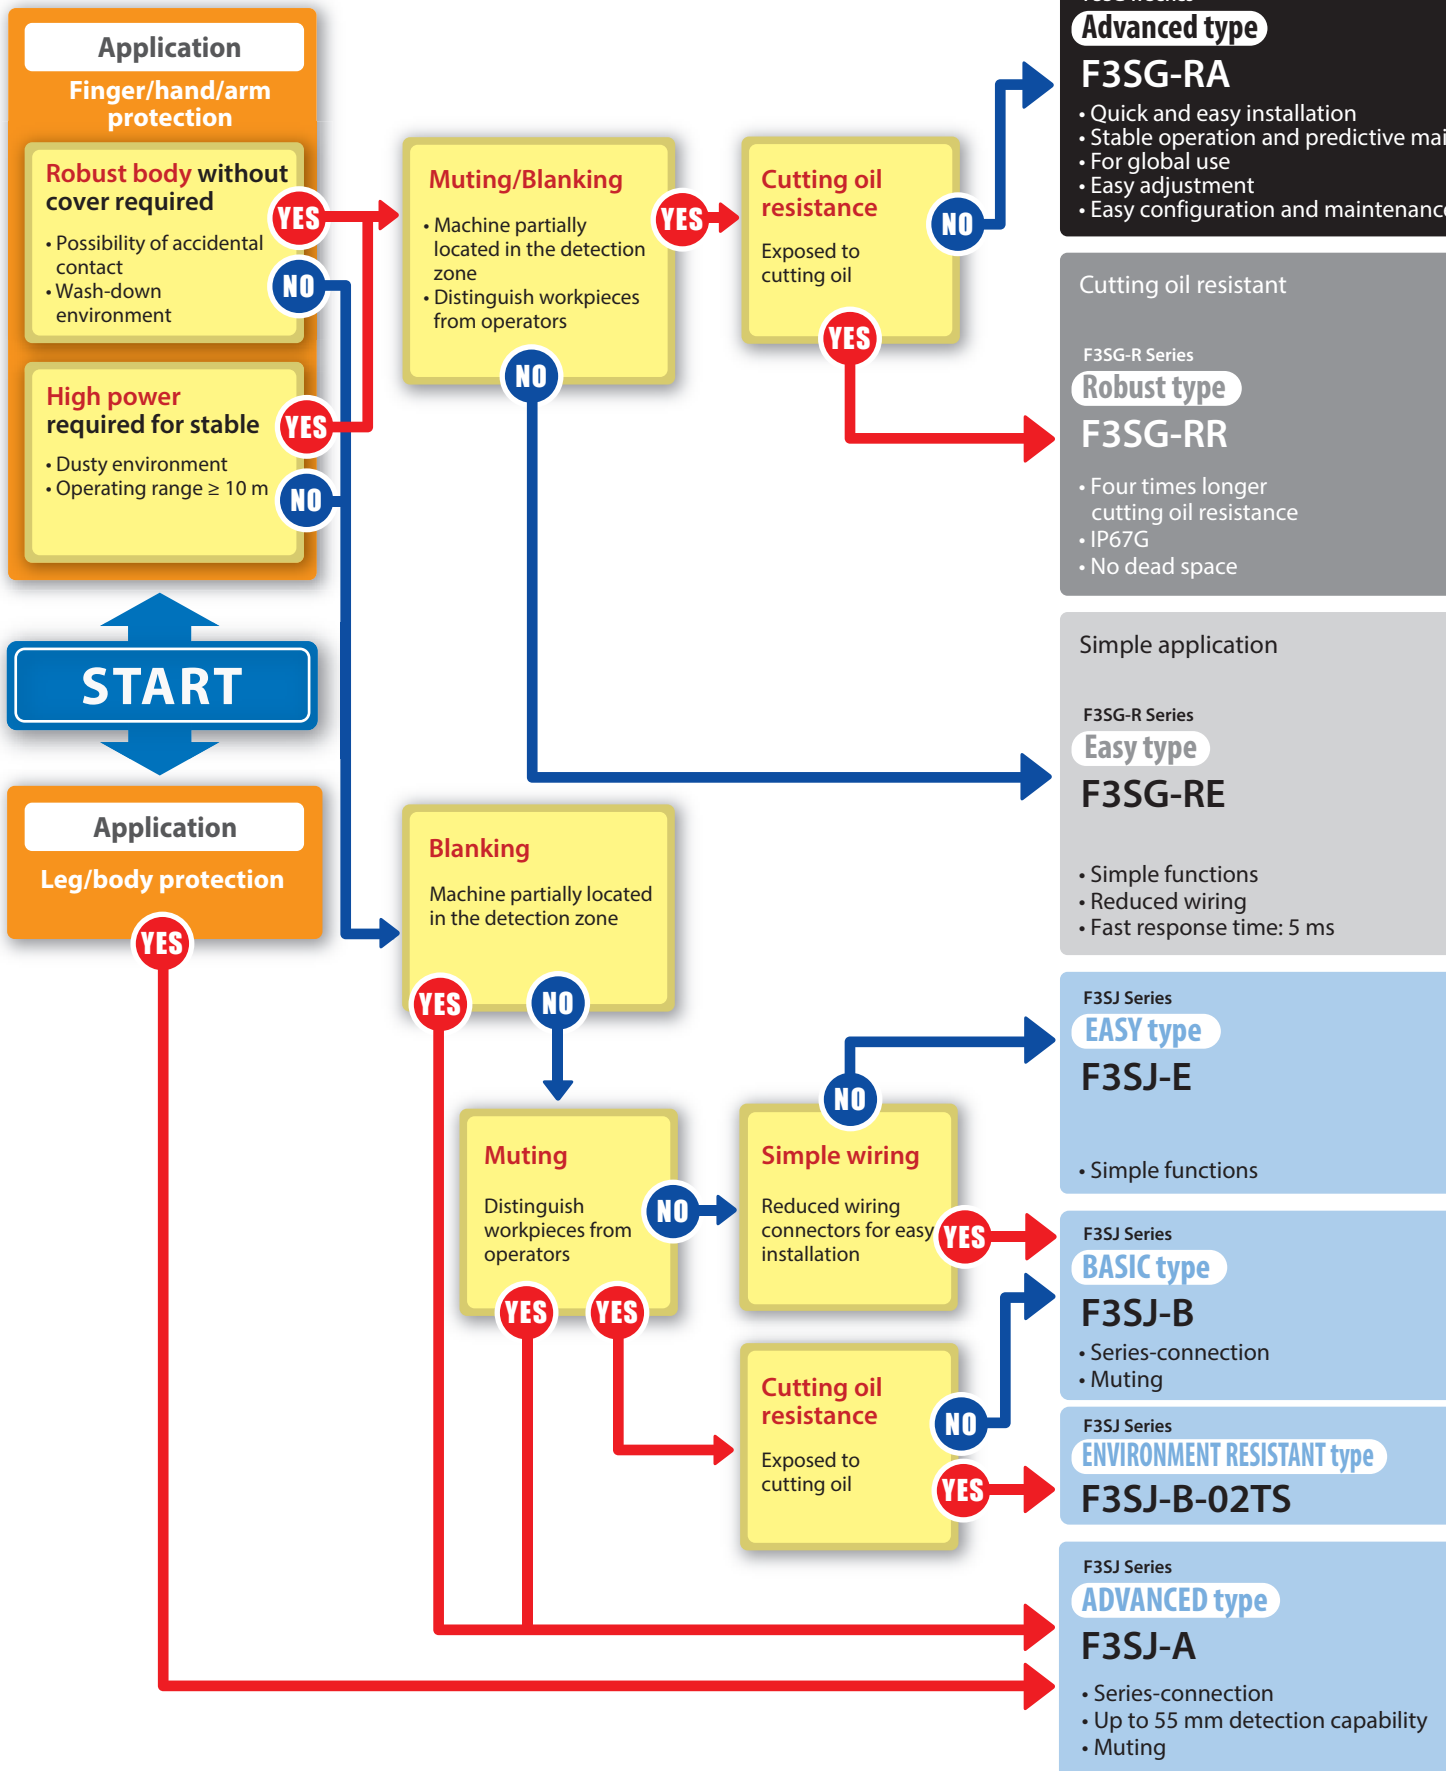 Application
Finger/hand/arm
protection
Robust body without
cover required
• Possibility of accidental
contact
• Wash-down
environment
YES
NO
High power
required for stable
• Dusty environment
• Operating range ≥ 10 m
YES
NO
START
Application
Leg/body protection
YES
Muting/Blanking
• Machine partially
located in the detection
zone
• Distinguish workpieces
from operators
YES
NO
Cutting oil
resistance
Exposed to
cutting oil
NO
YES
Blanking
Machine partially located
in the detection zone
YES
NO
Muting
Distinguish
workpieces from
operators
NO
YES
YES
Simple wiring
Reduced wiring
connectors for easy
installation
NO
YES
Cutting oil
resistance
Exposed to
cutting oil
NO
YES
Advanced type
F3SG-RA
• Quick and easy installation
• Stable operation and predictive mai
• For global use
• Easy adjustment
• Easy configuration and maintenance
Cutting oil resistant
F3SG-R Series
Robust type
F3SG-RR
• Four times longer
cutting oil resistance
• IP67G
• No dead space
Simple application
F3SG-R Series
Easy type
F3SG-RE
• Simple functions
• Reduced wiring
• Fast response time: 5 ms
F3SJ Series
EASY type
F3SJ-E
• Simple functions
F3SJ Series
BASIC type
F3SJ-B
• Series-connection
• Muting
F3SJ Series
ENVIRONMENT RESISTANT type
F3SJ-B-02TS
F3SJ Series
ADVANCED type
F3SJ-A
• Series-connection
• Up to 55 mm detection capability
• Muting